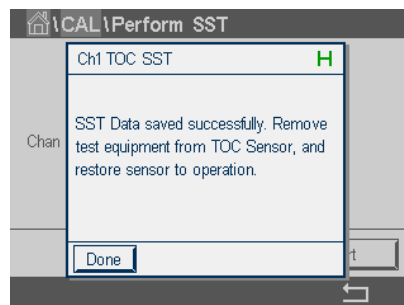 \CAL\Perform SST
Ch1 TOC SST H
Chan
SST Data saved successfully. Remove
test equipment from TOC Sensor, and
restore sensor to operation.
Done
t